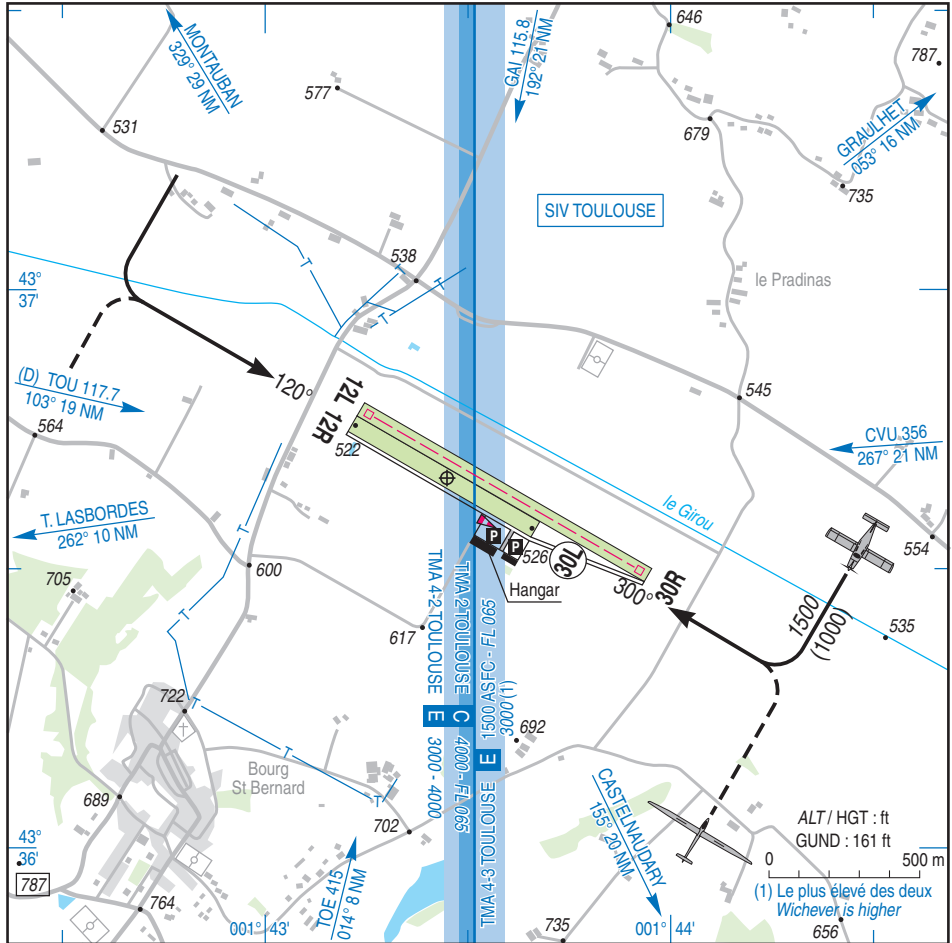 646
787
MONTAUBAN
329° 29 NM
GAI 115.8
192° 21 NM
577
531
679
GRAULHET
053° 16 NM
735
SIV TOULOUSE
T
538
43°
37'
T
T
T
le Pradinas
(D) TOU 117.7
103° 19 NM
120°
12L 12R
545
564
522
CVU 356
267° 21 NM
le Girou
T. LASBORDES
262° 10 NM
T
P
P
526
30L
554
600
705
Hangar
300° 30R
1500
(1000)
535
617
TMA 4-2 TOULOUSE E 3000 - 4000
TMA 2 TOULOUSE C 4000 - FL 065
TMA 4-3 TOULOUSE E 1500 ASFC - FL 065
3000 (1)
T
722
T
692
T
Bourg
St Bernard
T
689
702
CASTELNAUDARY
155° 20 NM
ALT / HGT : ft
GUND : 161 ft
0 500 m
43°
36'
787
TOE 415
014° 8 NM
(1) Le plus élevé des deux
Wichever is higher
764
001° 43'
735
001° 44'
656